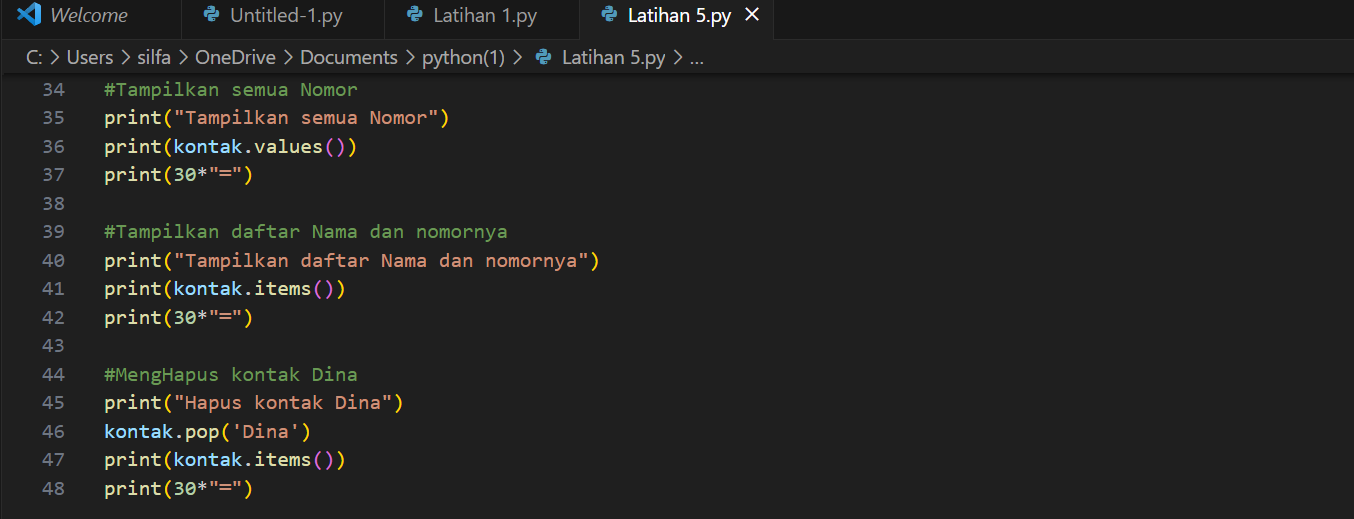 Welcome Untitled-1.py Latihan 1.py Latihan 5.py ×
C: > Users > silfa > OneDrive > Documents > python(1) > Latihan 5.py > ...
34 #Tampilkan semua Nomor
35 print("Tampilkan semua Nomor")
36 print(kontak.values())
37 print(30*"=")
38
39 #Tampilkan daftar Nama dan nomornya
40 print("Tampilkan daftar Nama dan nomornya")
41 print(kontak.items())
42 print(30*"=")
43
44 #MengHapus kontak Dina
45 print("Hapus kontak Dina")
46 kontak.pop('Dina')
47 print(kontak.items())
48 print(30*"=")